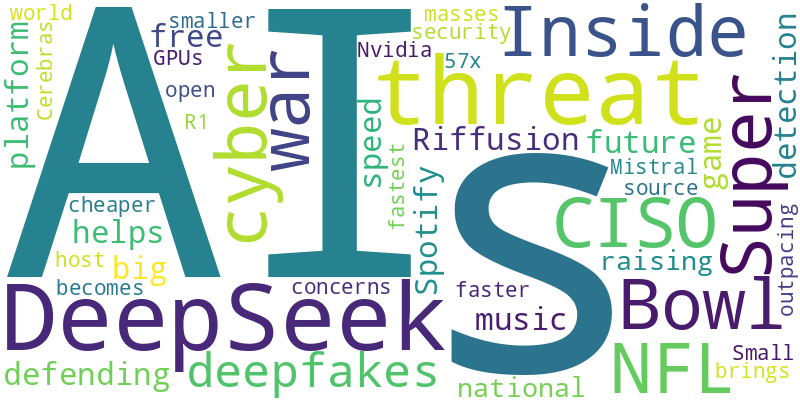 world
smaller
masses
Inside
free
security
AI
platform
Cerebras
GPUs
cyber
war
Nvidia
57x
threat
open
R1
speed
Riffusion
future
game
detection
Super
fastest
Mistral
source
S
cheaper
helps
Spotify
CISO
host
big
raising
outpacing
becomes
concerns
faster
DeepSeek
music
Bowl
defending
deepfakes
national
NFL
Small
brings